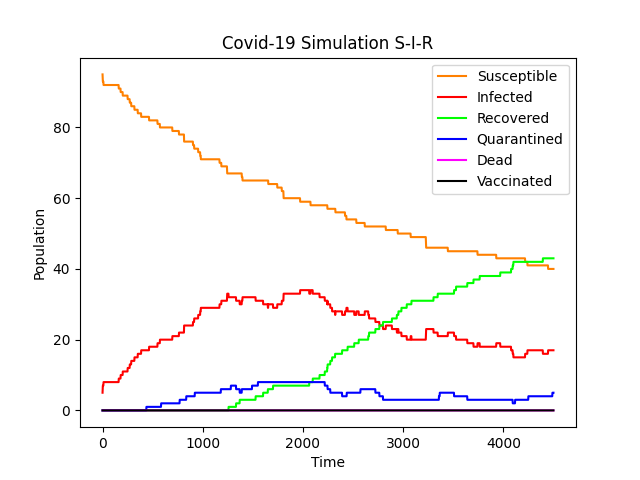 Covid-19 Simulation S-I-R
Susceptible
Infected
Recovered
Quarantined
Dead
Vaccinated
Population
80
60
40
20
0
0 1000 2000 3000 4000
Time